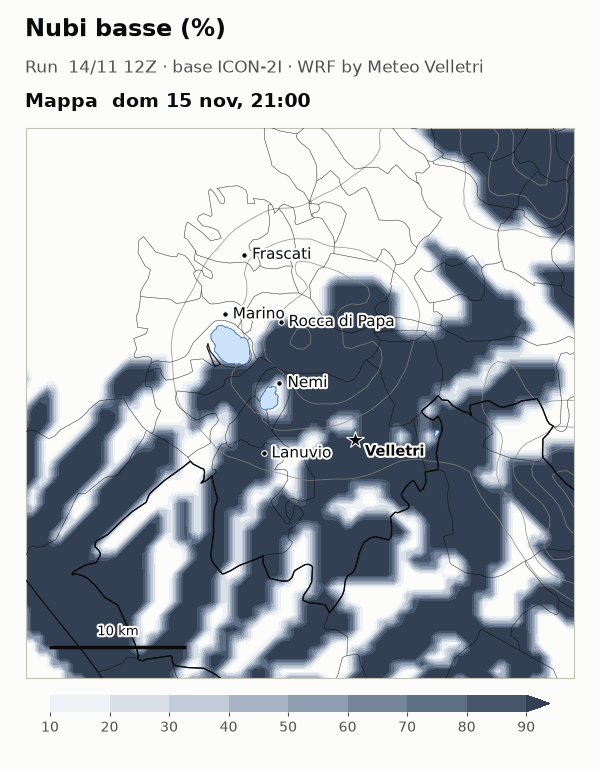 Nubi basse (%)
Run  14/11 12Z · base ICON-2I · WRF by Meteo Velletri
Mappa  dom 15 nov, 21:00
Frascati
Marino
Rocca di Papa
Nemi
Velletri
Lanuvio
10 km
10 20 30 40 50 60 70 80 90